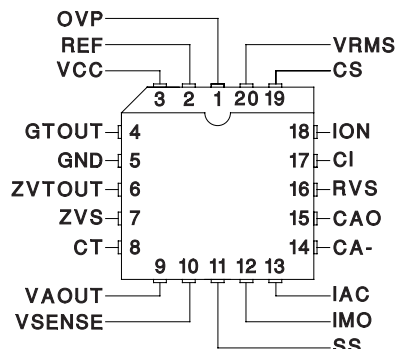 OVP
REF VRMS
VCC CS
3 2 1 20 19
GTOUT 4 18 ION
GND 5 17 CI
ZVTOUT 6 16 RVS
ZVS 7 15 CAO
CT 8 14 CA-
9 10 11 12 13
VAOUT IAC
VSENSE IMO
SS